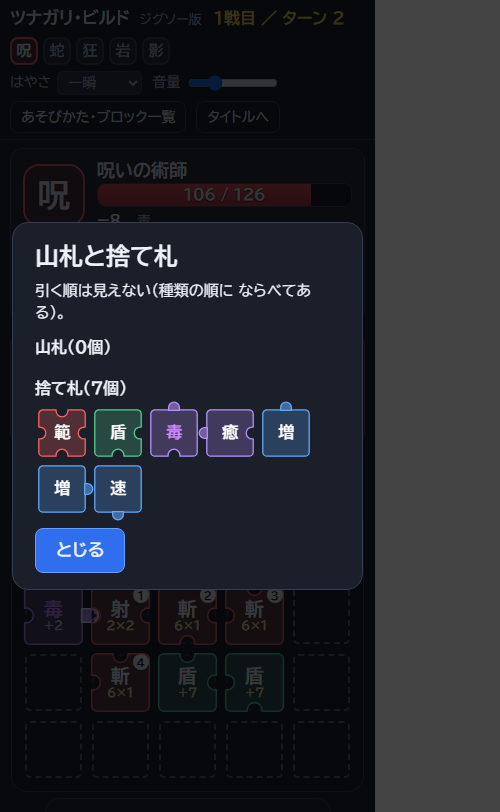 ツナガリ・ビルド ジグソー版 1戦目 ／ ターン 2
呪 蛇 狂 岩 影
はやさ 一瞬 音量
あそびかた・ブロック一覧 タイトルへ
呪 呪いの術師
106 / 126
−8 毒
山札と捨て札
引く順は見えない（種類の順に ならべてあ
る）。
山札（0個）
捨て札（7個）
範 盾 毒 癒 増
増 速
とじる
毒 射 1 斬 2 斬 3
+2 2×2 6×1 6×1
斬 4 盾 盾
6×1 +7 +7